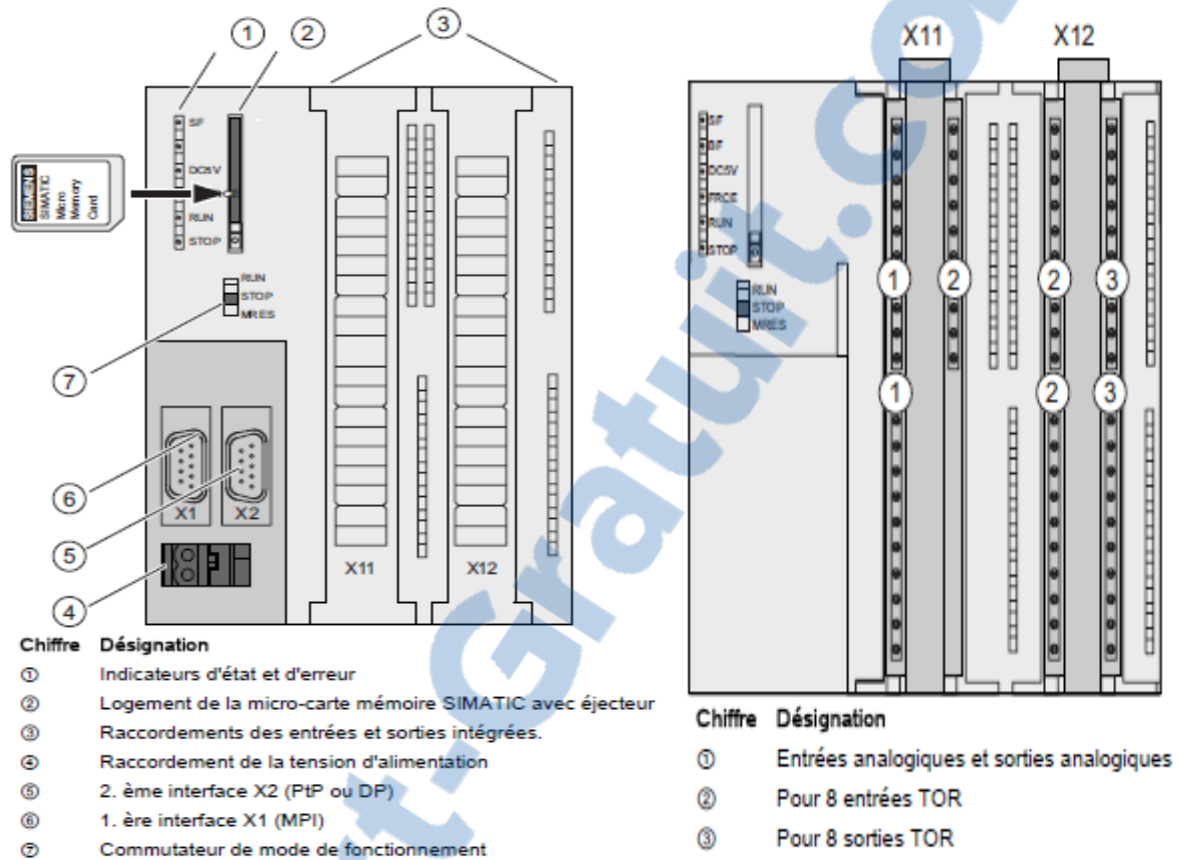 ① ② ③
SF
DC5V
RUN
STOP
SIEMENS
SIMATIC
Micro
Memory
Card
RUN
STOP
MRES
⑦
⑥
X1 X2
⑤
④
X11 X12
Chiffre Désignation
① Indicateurs d'état et d'erreur
② Logement de la micro-carte mémoire SIMATIC avec éjecteur
③ Raccordements des entrées et sorties intégrées.
④ Raccordement de la tension d'alimentation
⑤ 2. ème interface X2 (PtP ou DP)
⑥ 1. ère interface X1 (MPI)
⑦ Commutateur de mode de fonctionnement
X11 X12
SF
BF
DC5V
FRCE
RUN
STOP
RUN
STOP
MRES
① ② ② ③
① ② ③
Chiffre Désignation
① Entrées analogiques et sorties analogiques
② Pour 8 entrées TOR
③ Pour 8 sorties TOR